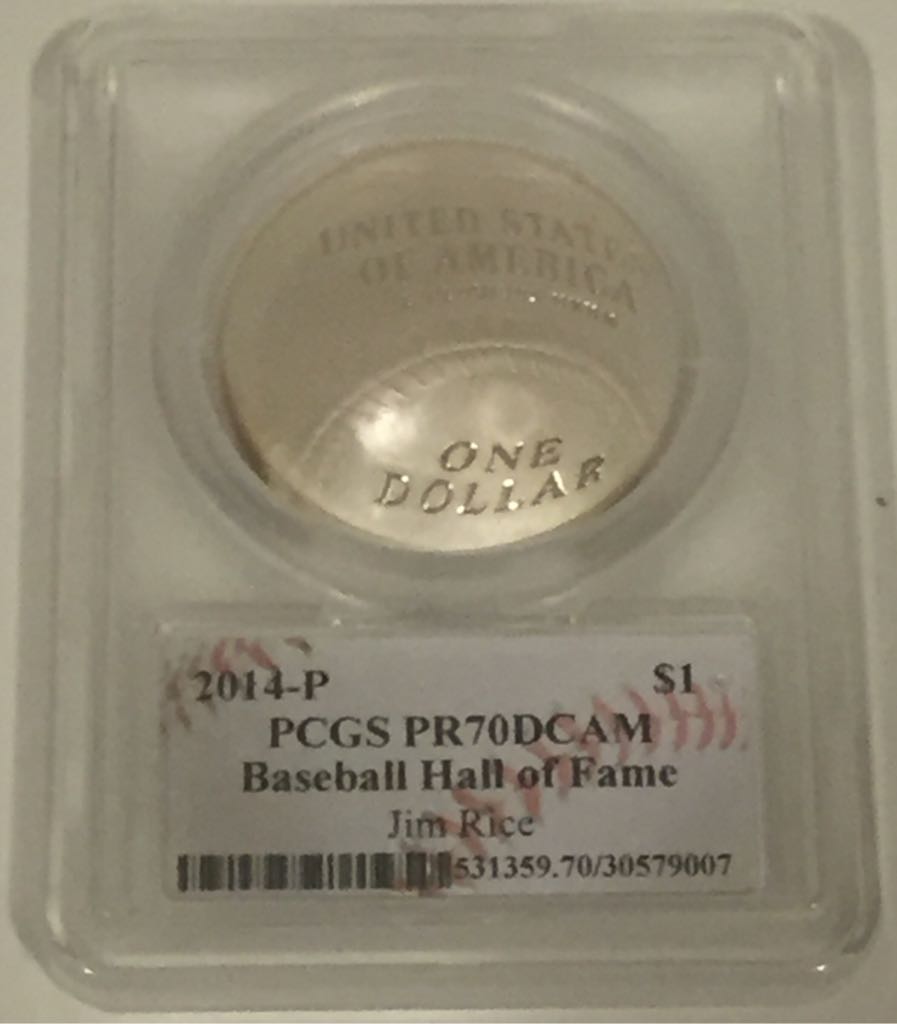 UNITED STATES
OF AMERICA
ONE
DOLLAR
2014-P $1
PCGS PR70DCAM
Baseball Hall of Fame
Jim Rice
531359.70/30579007